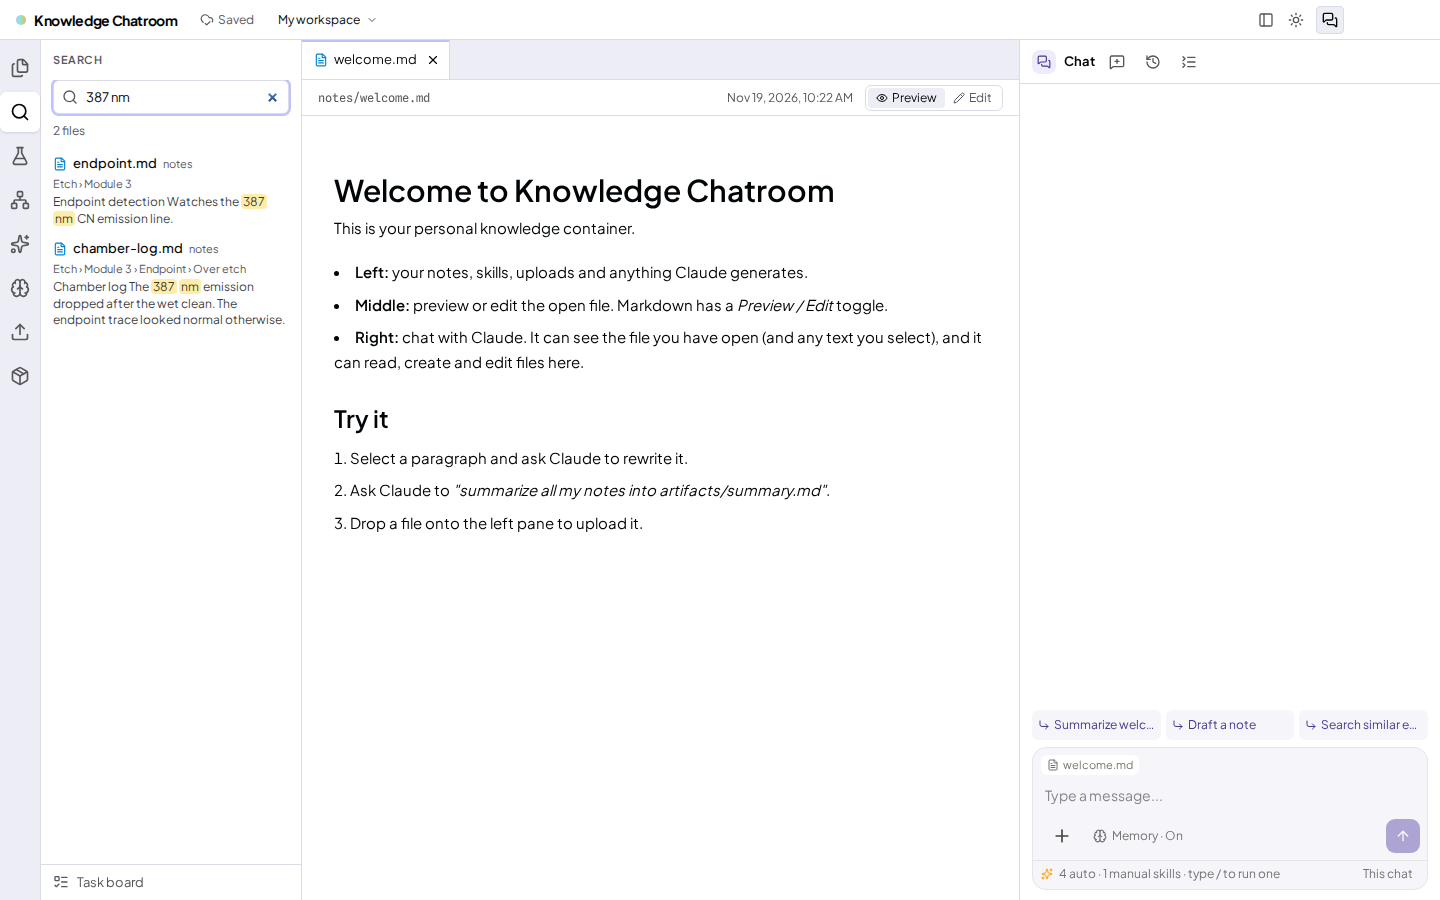 Knowledge Chatroom
Saved
My workspace
SEARCH
387 nm
2 files
endpoint.md notes
Etch › Module 3
Endpoint detection Watches the 387
nm CN emission line.
chamber-log.md notes
Etch › Module 3 › Endpoint › Over etch
Chamber log The 387 nm emission
dropped after the wet clean. The
endpoint trace looked normal otherwise.
Task board
welcome.md
notes/welcome.md
Nov 19, 2026, 10:22 AM
Preview
Edit
Welcome to Knowledge Chatroom
This is your personal knowledge container.
• Left: your notes, skills, uploads and anything Claude generates.
• Middle: preview or edit the open file. Markdown has a Preview / Edit toggle.
• Right: chat with Claude. It can see the file you have open (and any text you select), and it
can read, create and edit files here.
Try it
1. Select a paragraph and ask Claude to rewrite it.
2. Ask Claude to "summarize all my notes into artifacts/summary.md".
3. Drop a file onto the left pane to upload it.
Chat
Summarize welc...
Draft a note
Search similar e...
welcome.md
Type a message...
Memory · On
4 auto · 1 manual skills · type / to run one
This chat